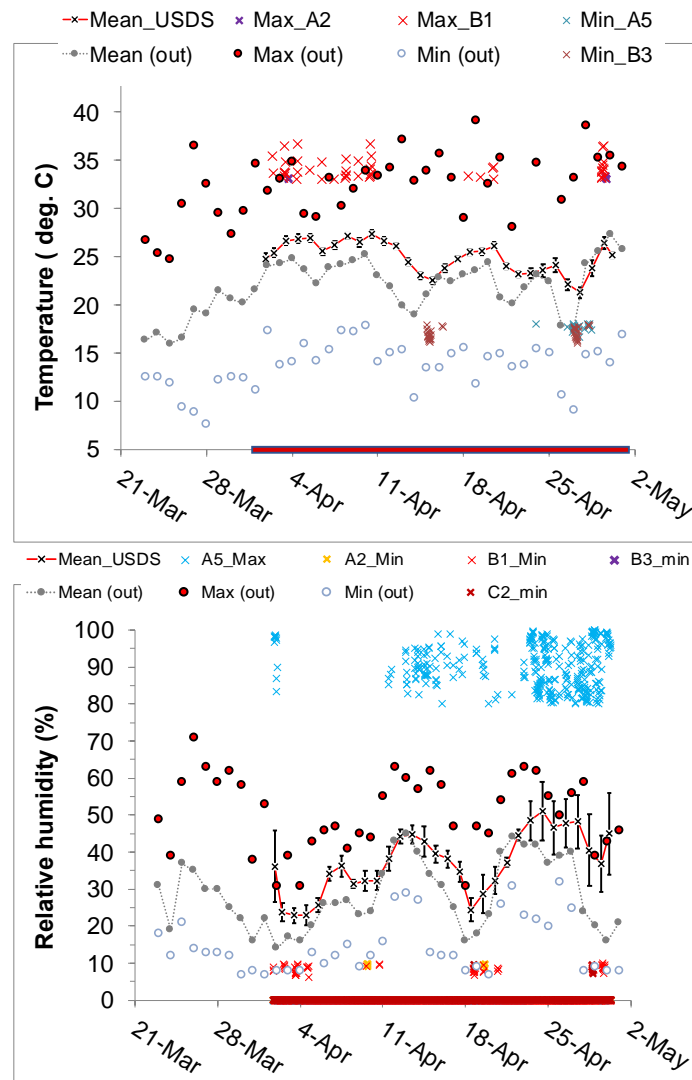 Mean_USDS Max_A2 Max_B1 Min_A5
Mean (out) Max (out) Min (out) Min_B3
Temperature ( deg. C)
40
35
30
25
20
15
10
5
21-Mar 28-Mar 4-Apr 11-Apr 18-Apr 25-Apr 2-May
Mean_USDS A5_Max A2_Min B1_Min B3_min
Mean (out) Max (out) Min (out) C2_min
Relative humidity (%)
100
90
80
70
60
50
40
30
20
10
0
21-Mar 28-Mar 4-Apr 11-Apr 18-Apr 25-Apr 2-May